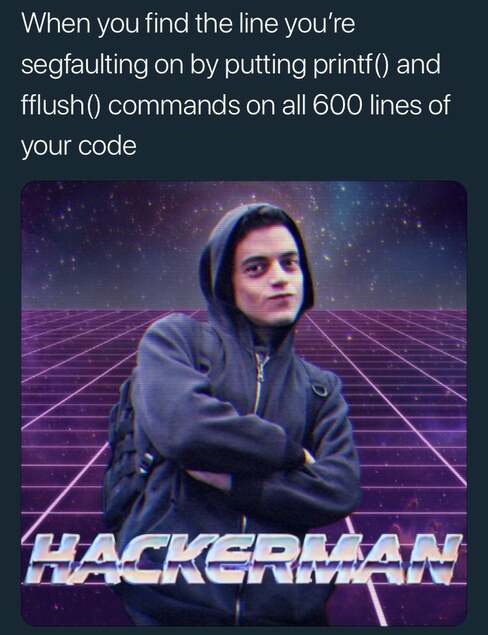 When you find the line you’re
segfaulting on by putting printf() and
fflush() commands on all 600 lines of
your code
HACKERMAN